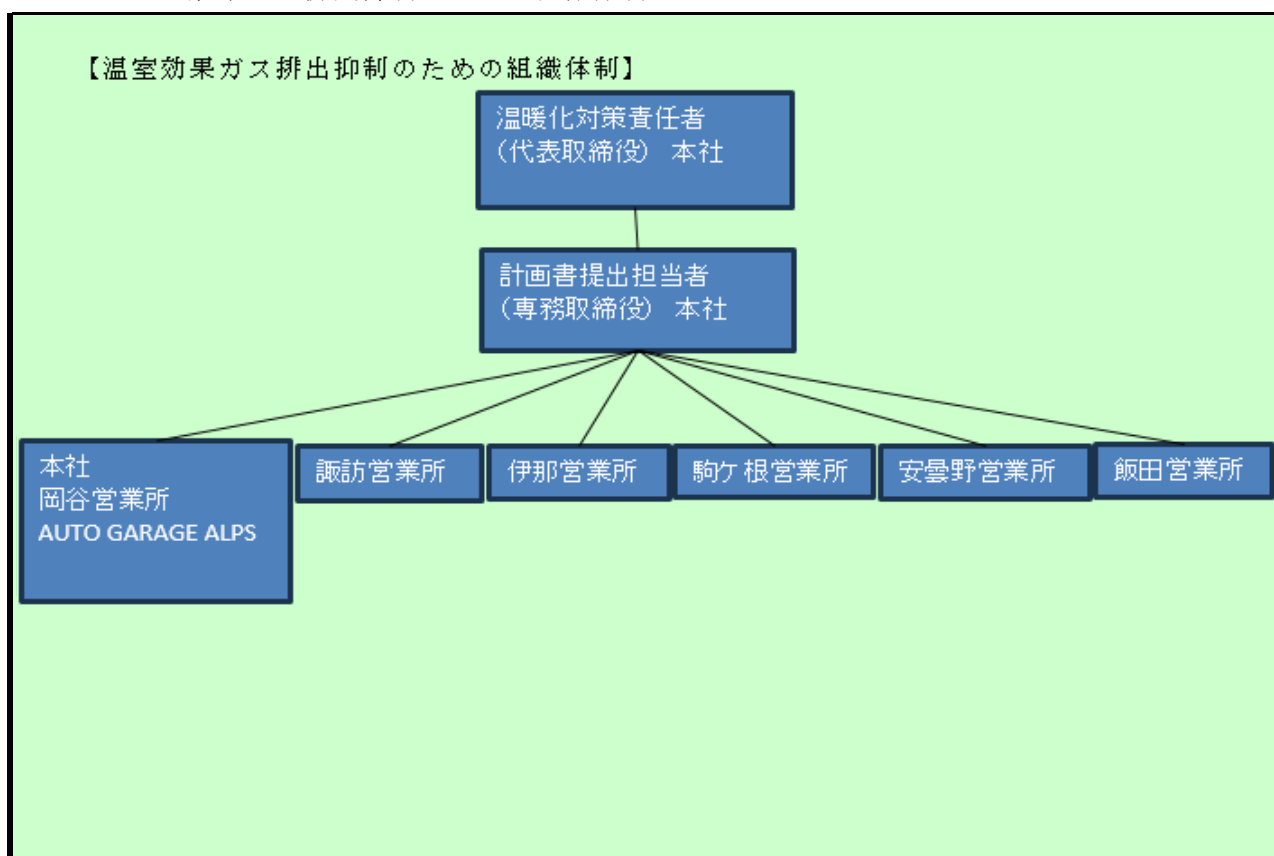 【温室効果ガス排出抑制のための組織体制】
温暖化対策責任者
（代表取締役）　本社
計画書提出担当者
（専務取締役）　本社
本社
岡谷営業所
AUTO GARAGE ALPS
諏訪営業所
伊那営業所
駒ケ根営業所
安曇野営業所
飯田営業所